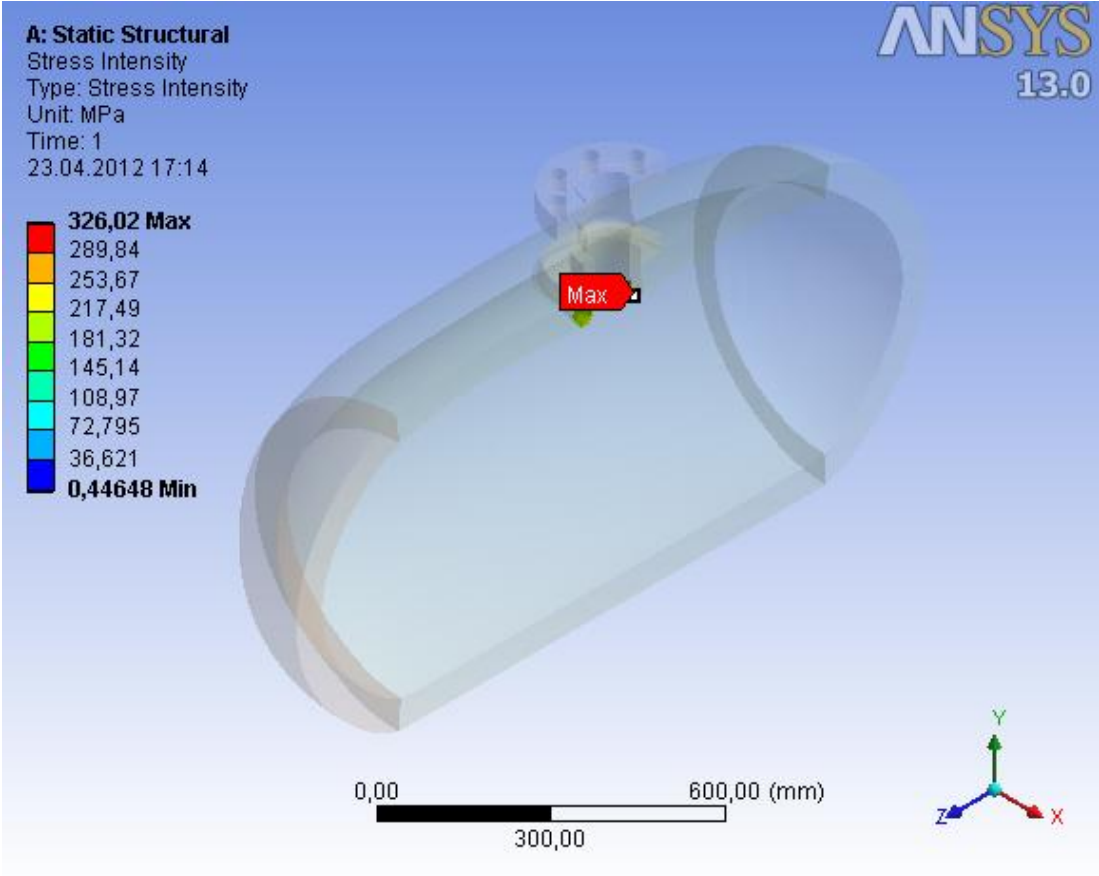 A: Static Structural
Stress Intensity
Type: Stress Intensity
Unit: MPa
Time: 1
23.04.2012 17:14
ANSYS
13.0
326,02 Max
289,84
253,67
217,49
181,32
145,14
108,97
72,795
36,621
0,44648 Min
Max
0,00
600,00 (mm)
300,00
Y
Z
X